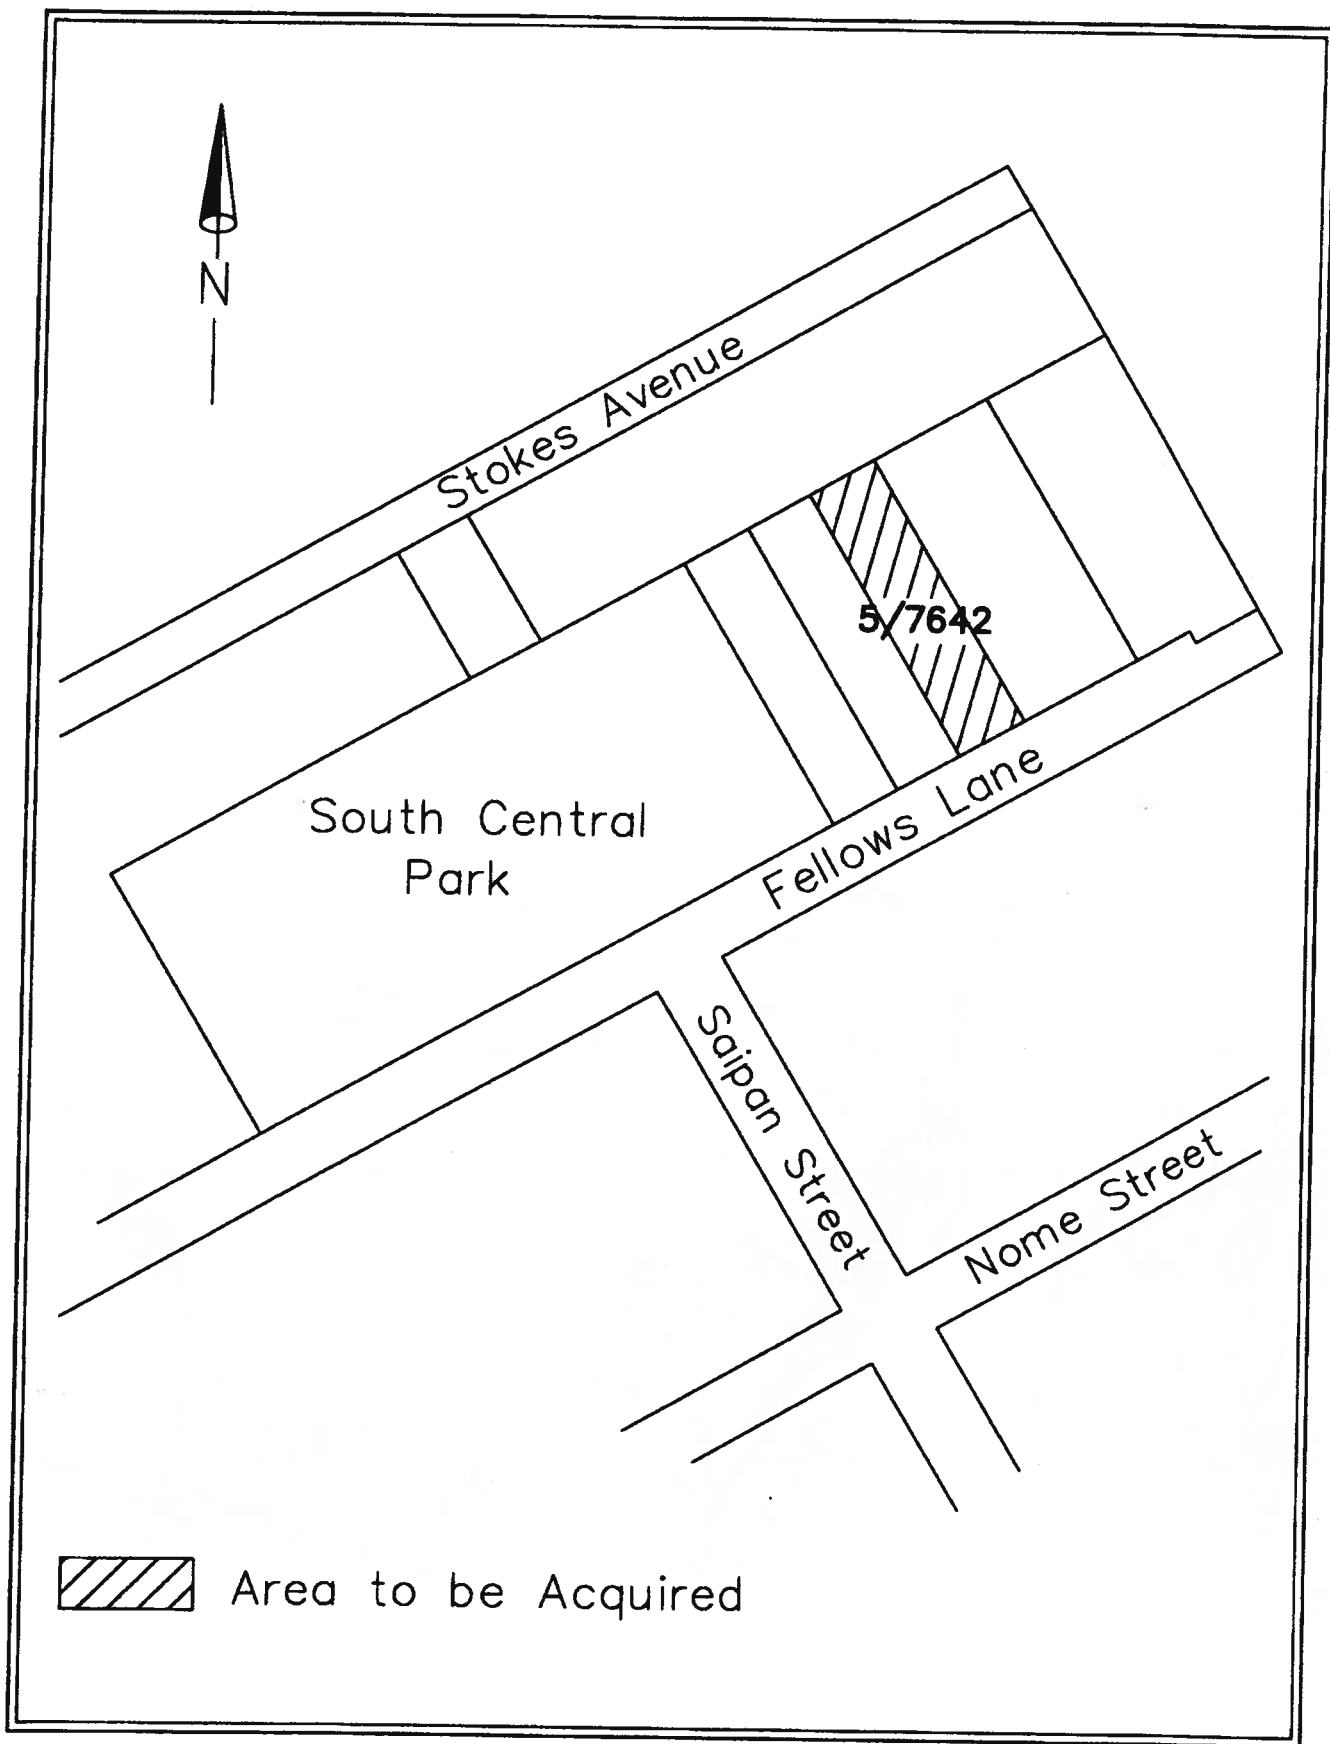 N
Stokes Avenue
5/7642
South Central
Park
Fellows Lane
Saipan Street
Nome Street
Area to be Acquired